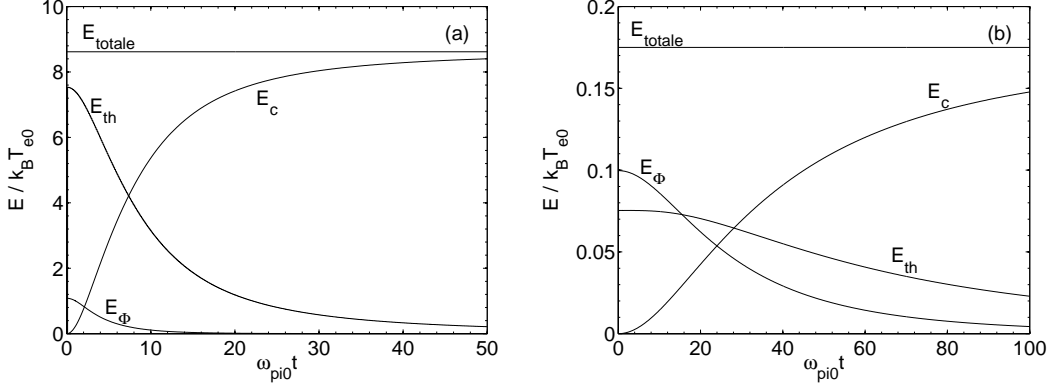 10
8
6
4
2
0
E / k_B T_e0
E_totale
(a)
E_th
E_c
E_Φ
0 10 20 30 40 50
ω_pi0 t
0.2
0.15
0.1
0.05
0
E / k_B T_e0
E_totale
(b)
E_c
E_Φ
E_th
0 20 40 60 80 100
ω_pi0 t